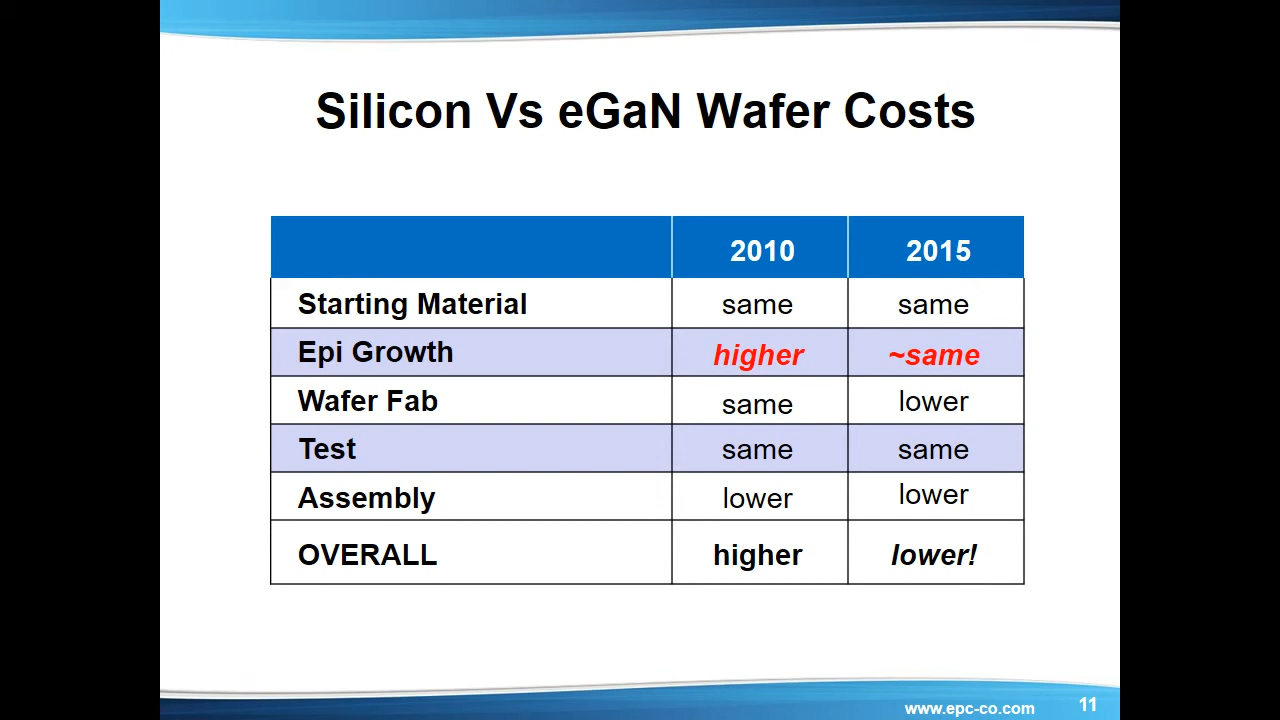 Silicon Vs eGaN Wafer Costs
2010 2015
Starting Material same same
Epi Growth higher ~same
Wafer Fab same lower
Test same same
Assembly lower lower
OVERALL higher lower!
www.epc-co.com 11